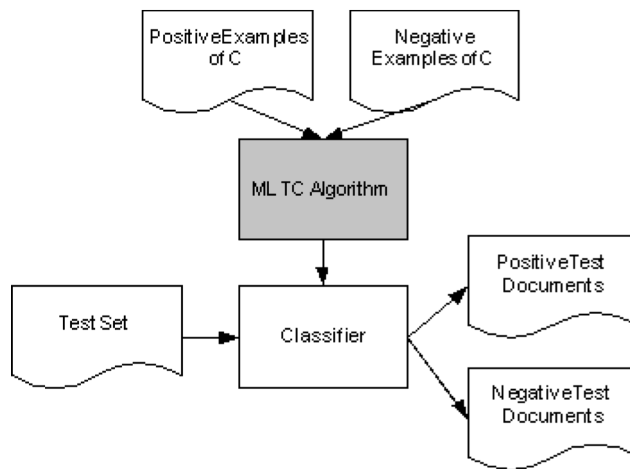 PositiveExamples
of C
Negative
Examples of C
ML TC Algorithm
Test Set
Classifier
PositiveTest
Documents
NegativeTest
Documents